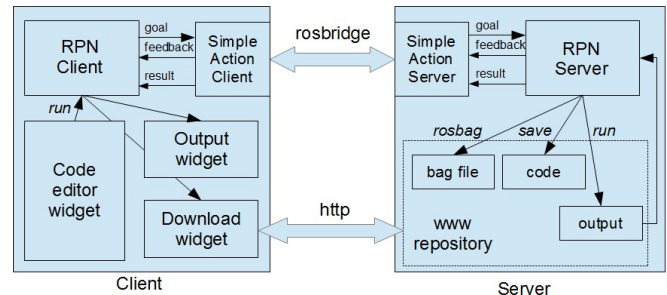 RPN
Client
goal
feedback
result
Simple
Action
Client
run
Code
editor
widget
Output
widget
Download
widget
Client
rosbridge
http
Simple
Action
Server
goal
feedback
result
RPN
Server
rosbag
save
run
bag file
code
output
www
repository
Server